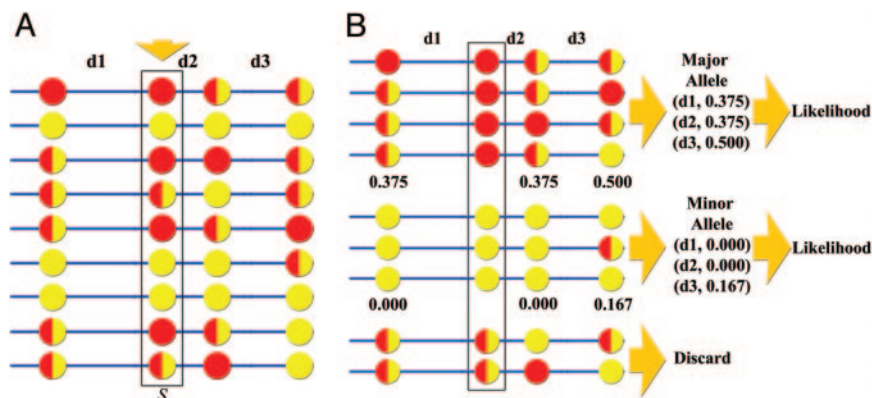 A
d1 d2 d3
S
B
d1 d2 d3
Major
Allele
(d1, 0.375)
(d2, 0.375)
(d3, 0.500)
Likelihood
0.375 0.375 0.500
Minor
Allele
(d1, 0.000)
(d2, 0.000)
(d3, 0.167)
Likelihood
0.000 0.000 0.167
Discard